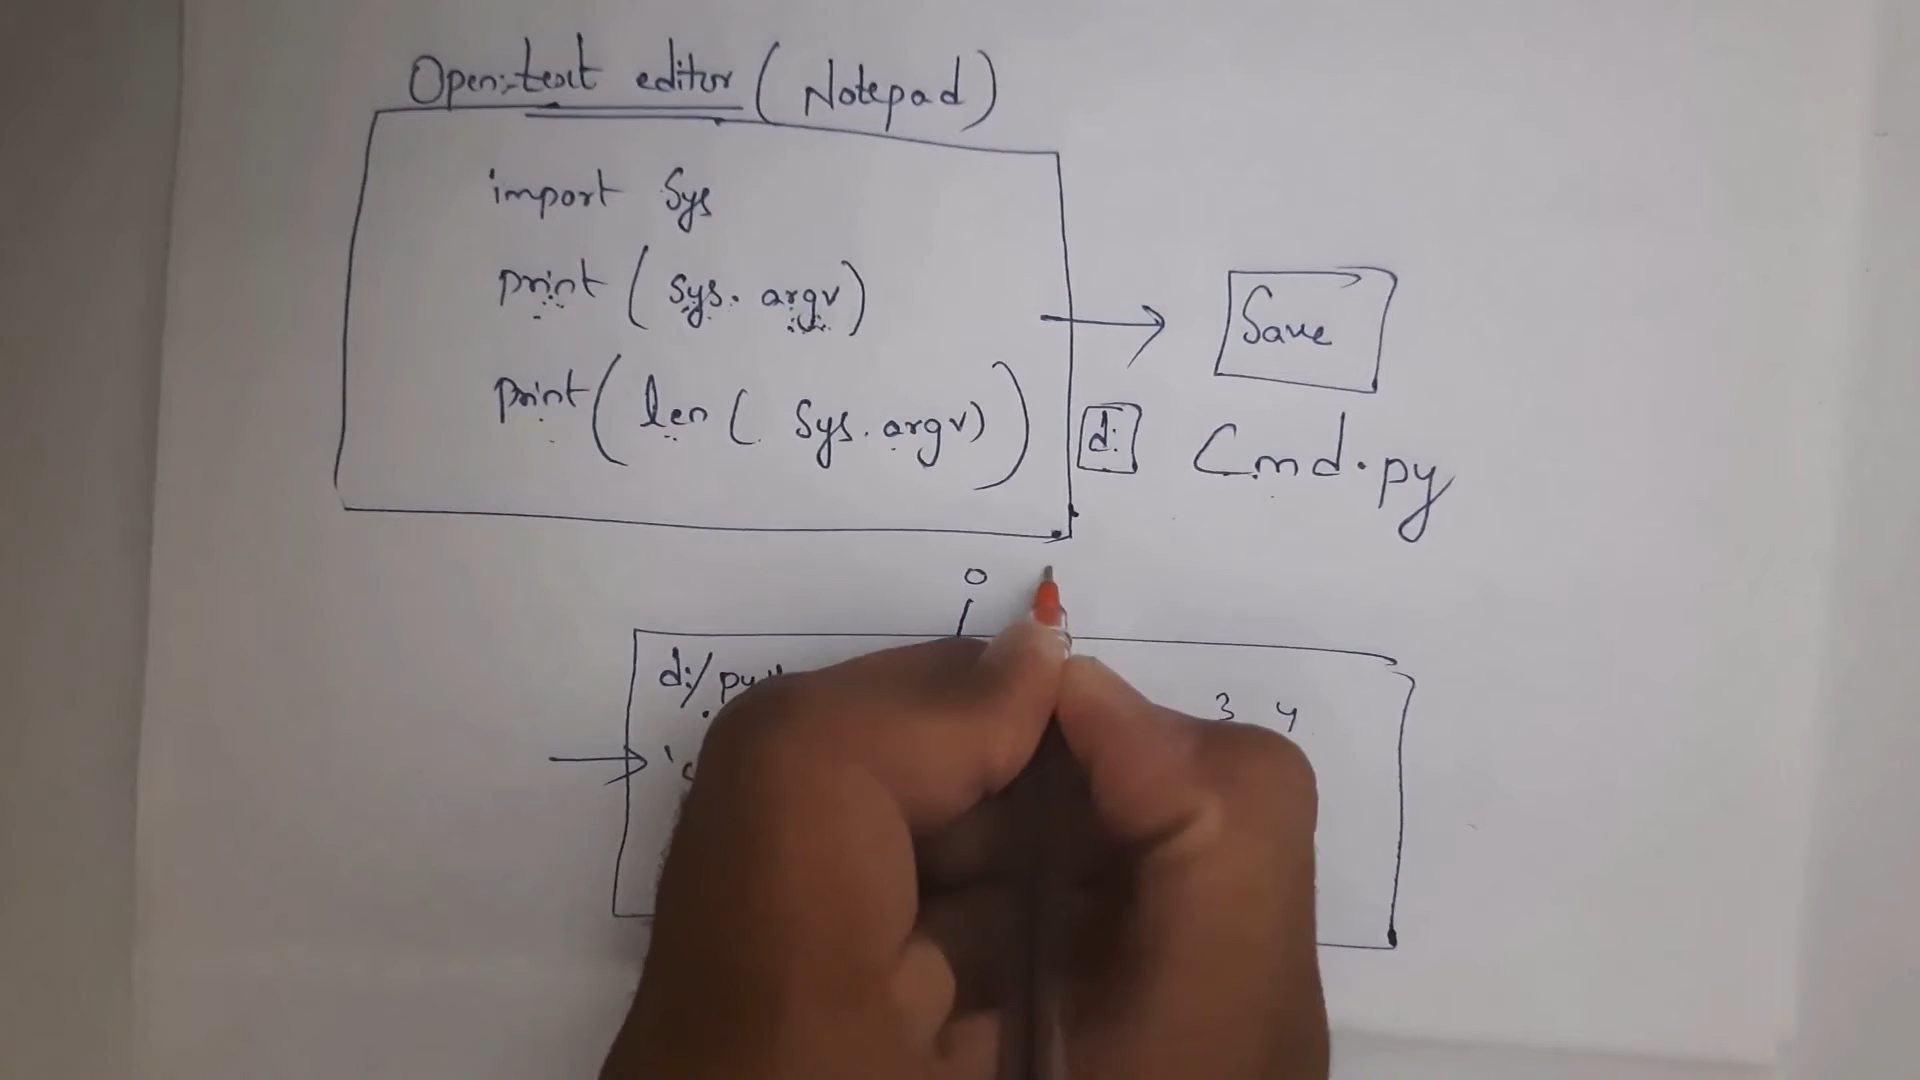 Open text editor (Notepad)
import Sys
print (Sys. argv)
print (len ( Sys. argv))
Save
d:
Cmd.py
0
d:/ 3 4